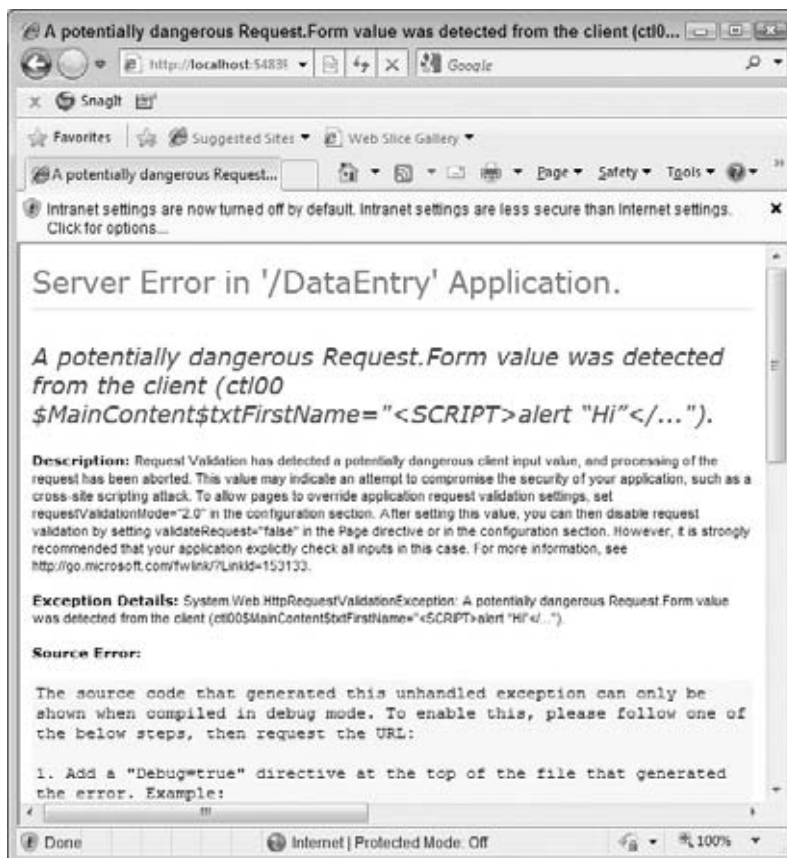 A potentially dangerous Request.Form value was detected from the client (ctl0...
http://localhost:5483
Google
x Snagit
Favorites Suggested Sites Web Slice Gallery
A potentially dangerous Request... Page Safety Tools
Intranet settings are now turned off by default. Intranet settings are less secure than Internet settings.
Click for options...
Server Error in '/DataEntry' Application.
A potentially dangerous Request.Form value was detected
from the client (ctl00
$MainContent$txtFirstName="<SCRIPT>alert “Hi”</...").
Description: Request Validation has detected a potentially dangerous client input value, and processing of the
request has been aborted. This value may indicate an attempt to compromise the security of your application, such as a
cross-site scripting attack. To allow pages to override application request validation settings, set
requestValidationMode="2.0" in the configuration section. After setting this value, you can then disable request
validation by setting validateRequest="false" in the Page directive or in the configuration section. However, it is strongly
recommended that your application explicitly check all inputs in this case. For more information, see
http://go.microsoft.com/fwlink/?LinkId=153133.
Exception Details: System.Web.HttpRequestValidationException: A potentially dangerous Request.Form value
was detected from the client (ctl00$MainContent$txtFirstName="<SCRIPT>alert "Hi"</...").
Source Error:
The source code that generated this unhandled exception can only be
shown when compiled in debug mode. To enable this, please follow one of
the below steps, then request the URL:
1. Add a "Debug=true" directive at the top of the file that generated
the error. Example:
Done Internet | Protected Mode: Off 100%